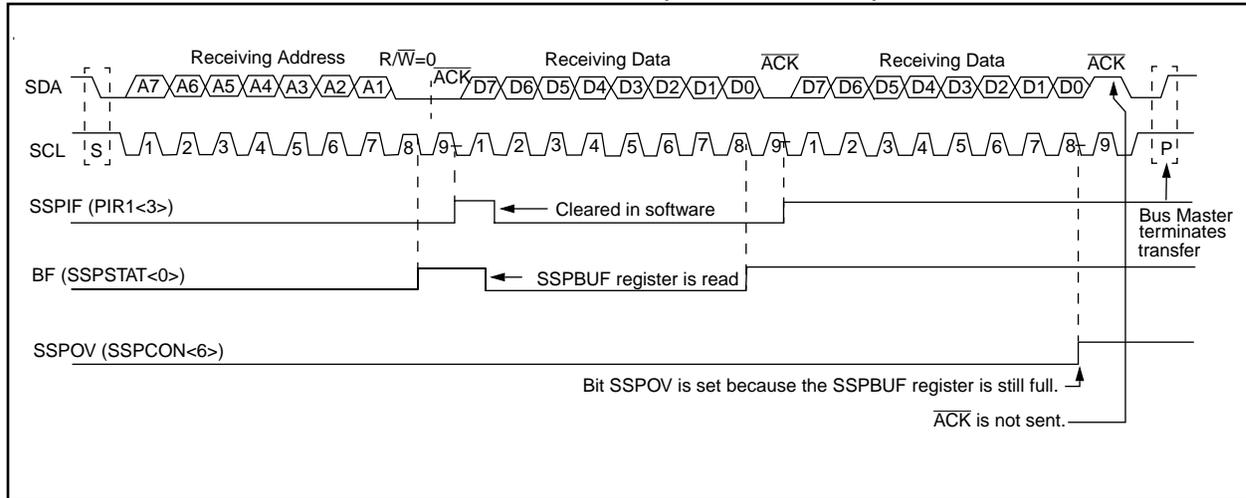 Receiving Address R/W=0 Receiving Data ACK Receiving Data ACK
ACK
SDA A7 A6 A5 A4 A3 A2 A1 D7 D6 D5 D4 D3 D2 D1 D0 D7 D6 D5 D4 D3 D2 D1 D0
SCL S 1 2 3 4 5 6 7 8 9 1 2 3 4 5 6 7 8 9 1 2 3 4 5 6 7 8 9 P
SSPIF (PIR1<3>)
Cleared in software
Bus Master
terminates
transfer
BF (SSPSTAT<0>)
SSPBUF register is read
SSPOV (SSPCON<6>)
Bit SSPOV is set because the SSPBUF register is still full.
ACK is not sent.